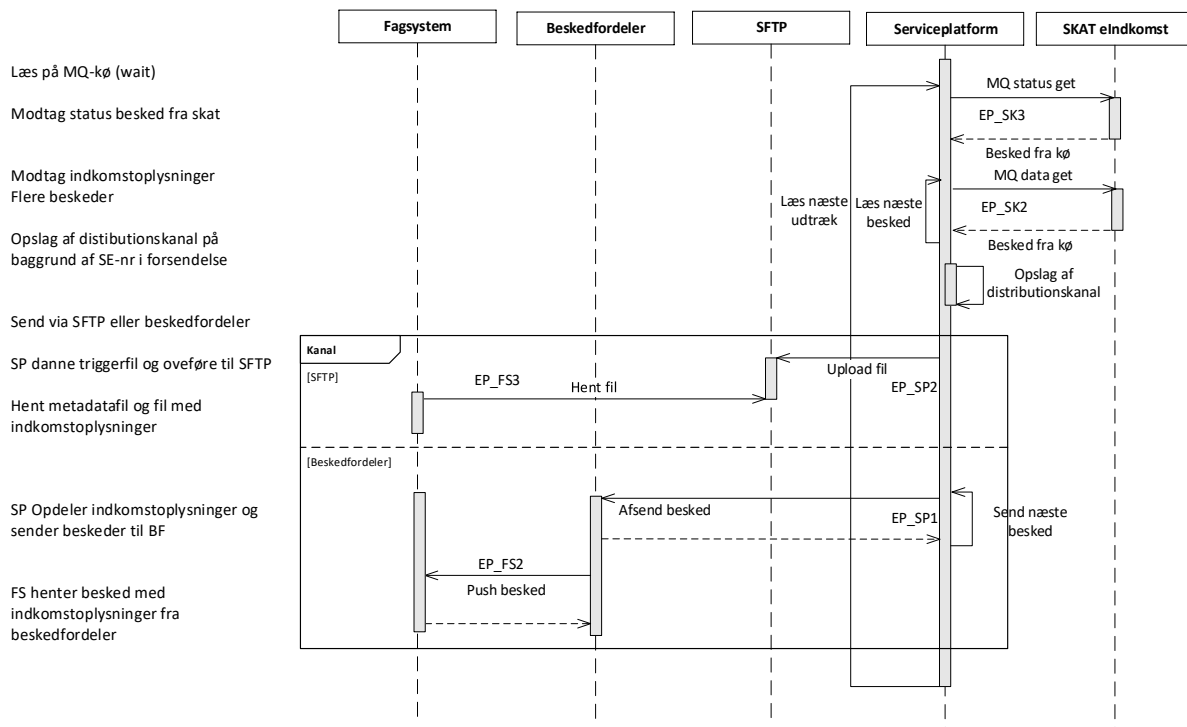 Fagsystem
Beskedfordeler
SFTP
Serviceplatform
SKAT eIndkomst
Læs på MQ-kø (wait)
MQ status get
Modtag status besked fra skat
EP_SK3
Besked fra kø
Modtag indkomstoplysninger
Flere beskeder
MQ data get
Læs næste
udtræk
Læs næste
besked
EP_SK2
Opslag af distibutionskanal på
baggrund af SE-nr i forsendelse
Besked fra kø
Opslag af
distributionskanal
Send via SFTP eller beskedfordeler
Kanal
SP danne triggerfil og oveføre til SFTP
[SFTP]
EP_FS3
Hent fil
Upload fil
EP_SP2
Hent metadatafil og fil med
indkomstoplysninger
[Beskedfordeler]
SP Opdeler indkomstoplysninger og
sender beskeder til BF
Afsend besked
EP_SP1
Send næste
besked
EP_FS2
Push besked
FS henter besked med
indkomstoplysninger fra
beskedfordeler